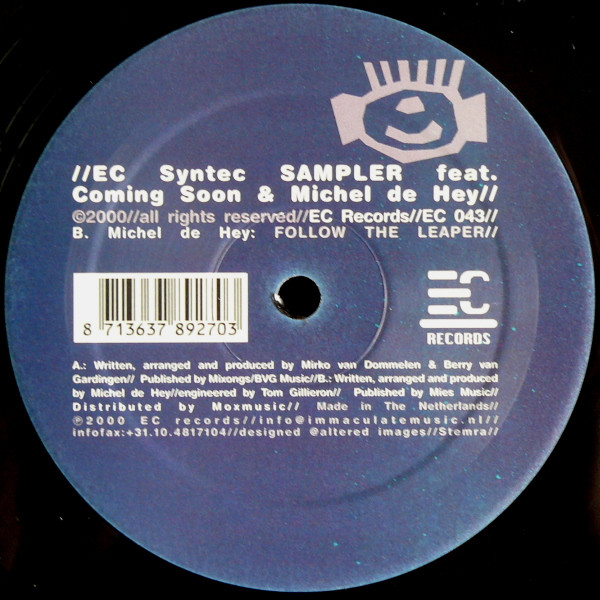 //EC Syntec SAMPLER feat.
Coming Soon & Michel de Hey//
©2000//all rights reserved//EC Records//EC 043//
B. Michel de Hey: FOLLOW THE LEAPER//
8 713637 892703
EC
RECORDS
A.: Written, arranged and produced by Mirko van Dommelen & Berry van
Gardingen// Published by Mixongs/BVG Music//B.: Written, arranged and produced
by Michel de Hey//engineered by Tom Gillieron// Published by Mies Music//
Distributed by Moxmusic// Made in The Netherlands//
℗2000 EC records//info@immaculatemusic.nl//
infofax:+31.10.4817104//designed @altered images//Stemra//